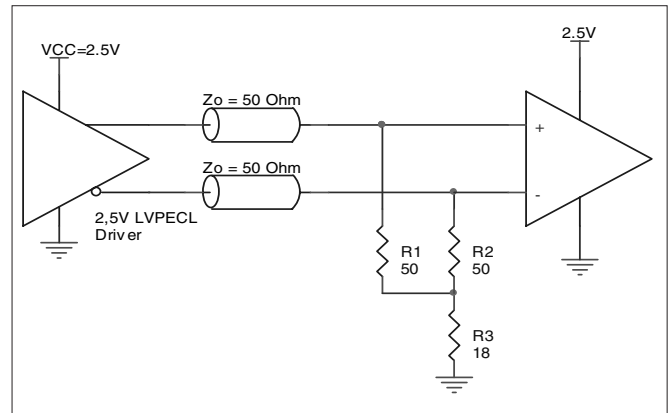 VCC=2.5V
2.5V
Zo = 50 Ohm
+
Zo = 50 Ohm
-
2,5V LVPECL
Driver
R1
50
R2
50
R3
18